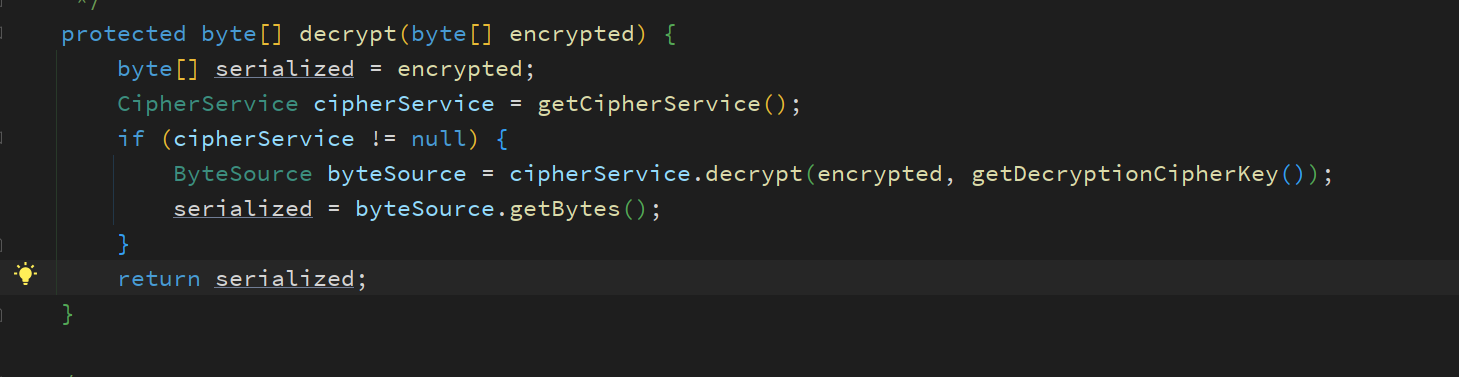 */
protected byte[] decrypt(byte[] encrypted) {
byte[] serialized = encrypted;
CipherService cipherService = getCipherService();
if (cipherService != null) {
ByteSource byteSource = cipherService.decrypt(encrypted, getDecryptionCipherKey());
serialized = byteSource.getBytes();
}
return serialized;
}